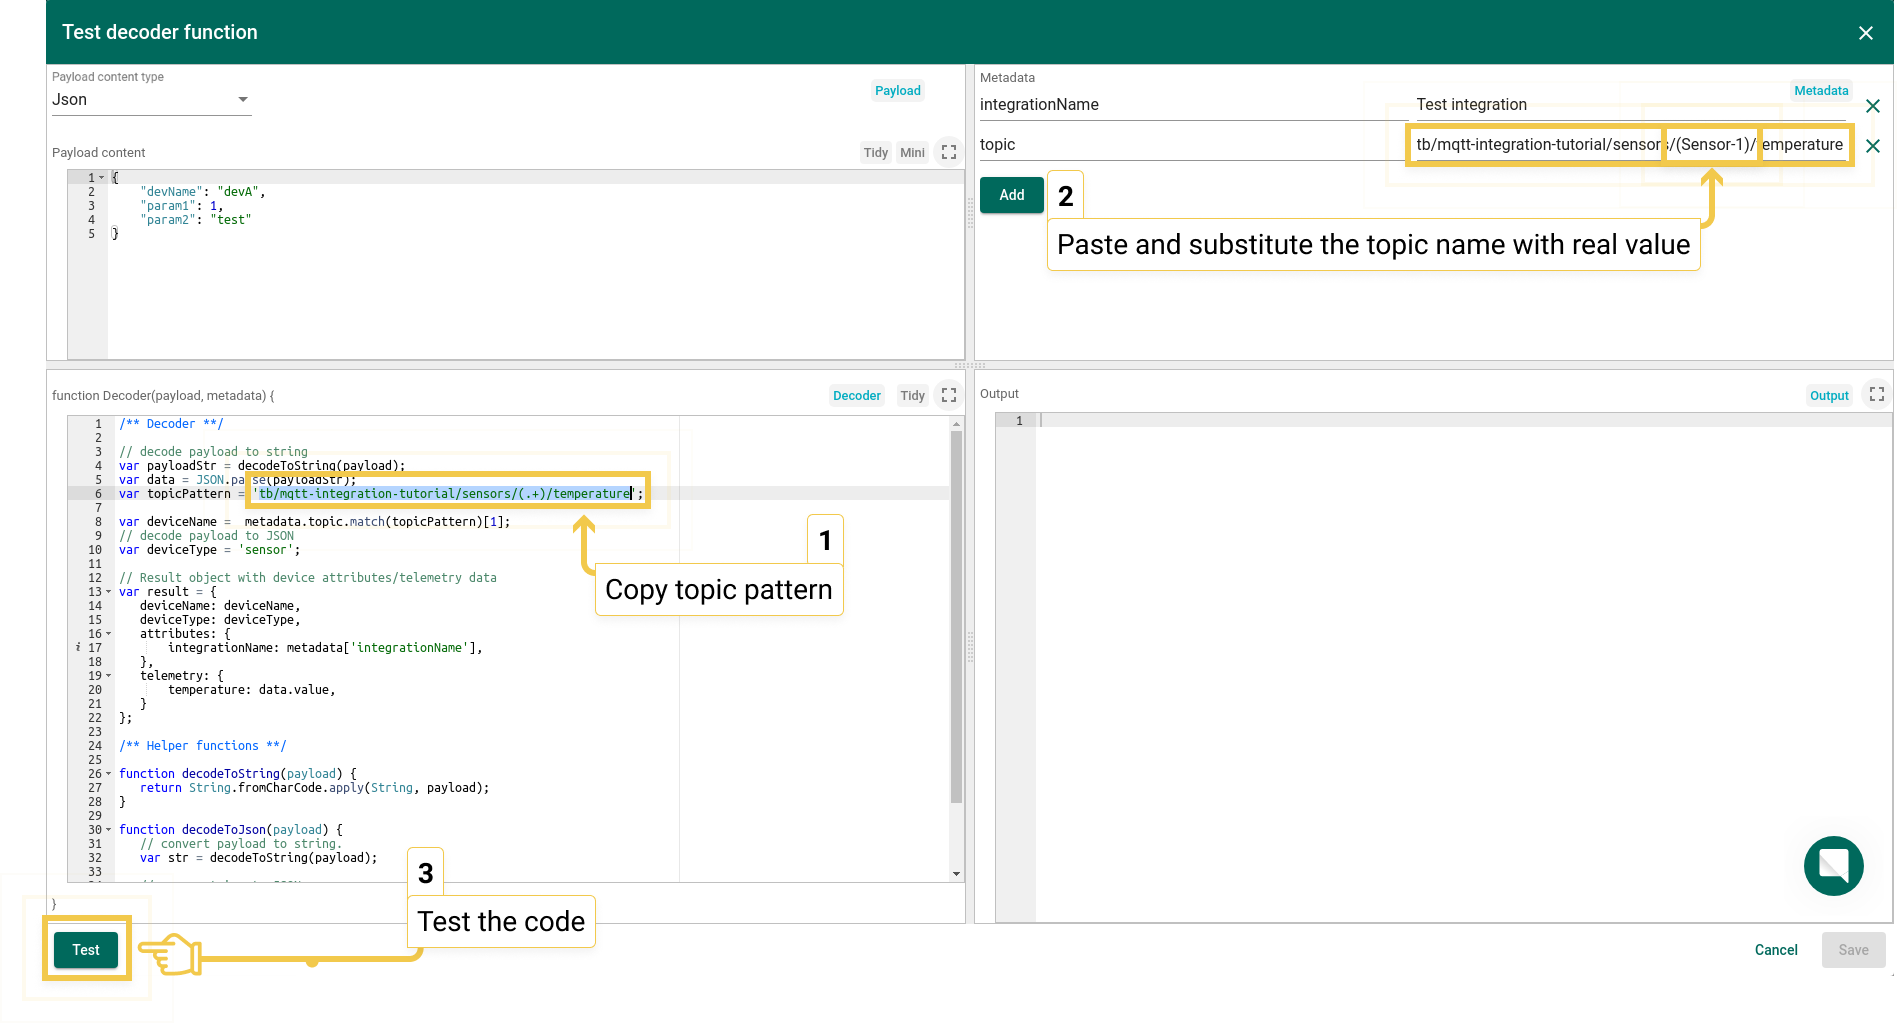 Test decoder function
Payload content type
Json
Payload
Payload content
Tidy
Mini
1 {
2 "devName": "devA",
3 "param1": 1,
4 "param2": "test"
5 }
Metadata
Metadata
integrationName
Test integration
topic
tb/mqtt-integration-tutorial/sensors/(Sensor-1)/temperature
Add
2
Paste and substitute the topic name with real value
function Decoder(payload, metadata) {
Decoder
Tidy
1 /** Decoder **/
2
3 // decode payload to string
4 var payloadStr = decodeToString(payload);
5 var data = JSON.parse(payloadStr);
6 var topicPattern = 'tb/mqtt-integration-tutorial/sensors/(.+)/temperature';
7
8 var deviceName =  metadata.topic.match(topicPattern)[1];
9 // decode payload to JSON
10 var deviceType = 'sensor';
11
12 // Result object with device attributes/telemetry data
13 var result = {
14 deviceName: deviceName,
15 deviceType: deviceType,
16 attributes: {
i 17 integrationName: metadata['integrationName'],
18 },
19 telemetry: {
20 temperature: data.value,
21 }
22 };
23
24 /** Helper functions **/
25
26 function decodeToString(payload) {
27 return String.fromCharCode.apply(String, payload);
28 }
29
30 function decodeToJson(payload) {
31 // convert payload to string.
32 var str = decodeToString(payload);
33
}
1
Copy topic pattern
3
Test the code
Test
Output
Output
1
Cancel
Save